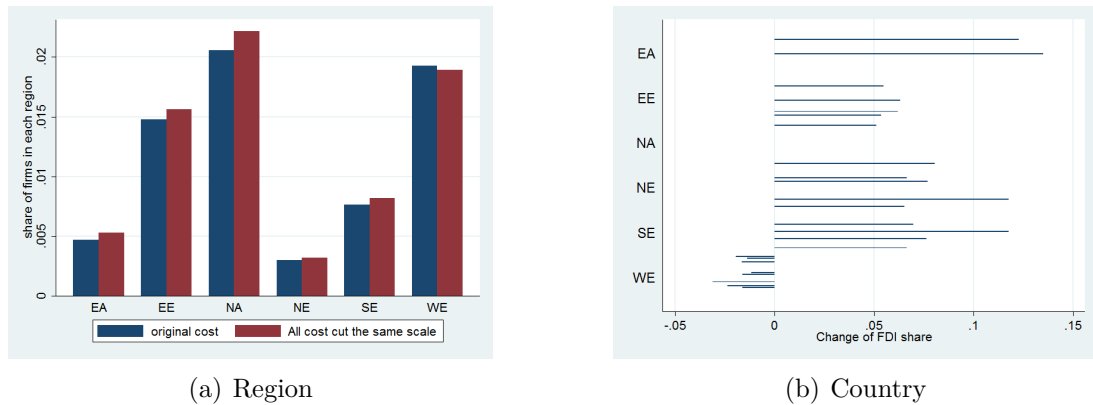 share of firms in each region
0
.005
.01
.015
.02
EA
EE
NA
NE
SE
WE
original cost
All cost cut the same scale
(a) Region
EA
EE
NA
NE
SE
WE
-.05
0
.05
.1
.15
Change of FDI share
(b) Country